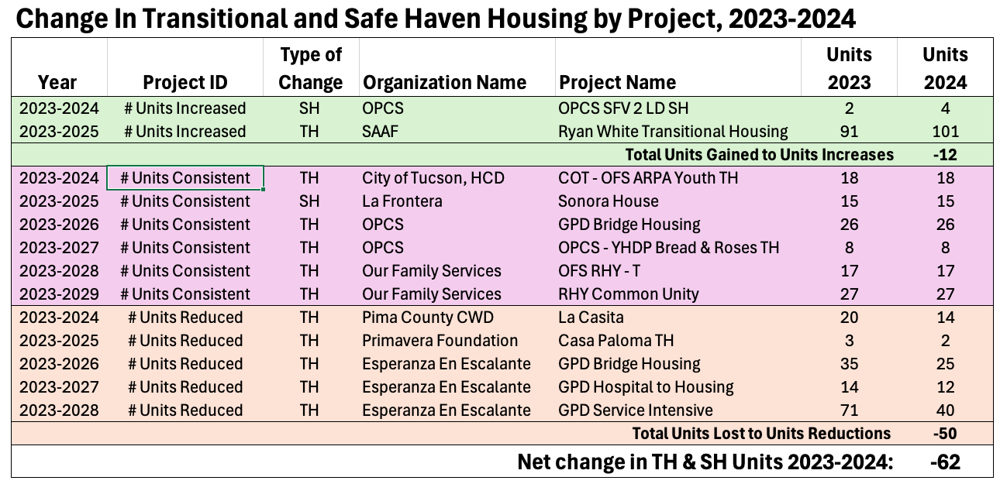 Change In Transitional and Safe Haven Housing by Project, 2023-2024
Year Project ID Type of Change Organization Name Project Name Units 2023 Units 2024
2023-2024 # Units Increased SH OPCS OPCS SFV 2 LD SH 2 4
2023-2025 # Units Increased TH SAAF Ryan White Transitional Housing 91 101
Total Units Gained to Units Increases -12
2023-2024 # Units Consistent TH City of Tucson, HCD COT - OFS ARPA Youth TH 18 18
2023-2025 # Units Consistent SH La Frontera Sonora House 15 15
2023-2026 # Units Consistent TH OPCS GPD Bridge Housing 26 26
2023-2027 # Units Consistent TH OPCS OPCS - YHDP Bread & Roses TH 8 8
2023-2028 # Units Consistent TH Our Family Services OFS RHY - T 17 17
2023-2029 # Units Consistent TH Our Family Services RHY Common Unity 27 27
2023-2024 # Units Reduced TH Pima County CWD La Casita 20 14
2023-2025 # Units Reduced TH Primavera Foundation Casa Paloma TH 3 2
2023-2026 # Units Reduced TH Esperanza En Escalante GPD Bridge Housing 35 25
2023-2027 # Units Reduced TH Esperanza En Escalante GPD Hospital to Housing 14 12
2023-2028 # Units Reduced TH Esperanza En Escalante GPD Service Intensive 71 40
Total Units Lost to Units Reductions -50
Net change in TH & SH Units 2023-2024: -62